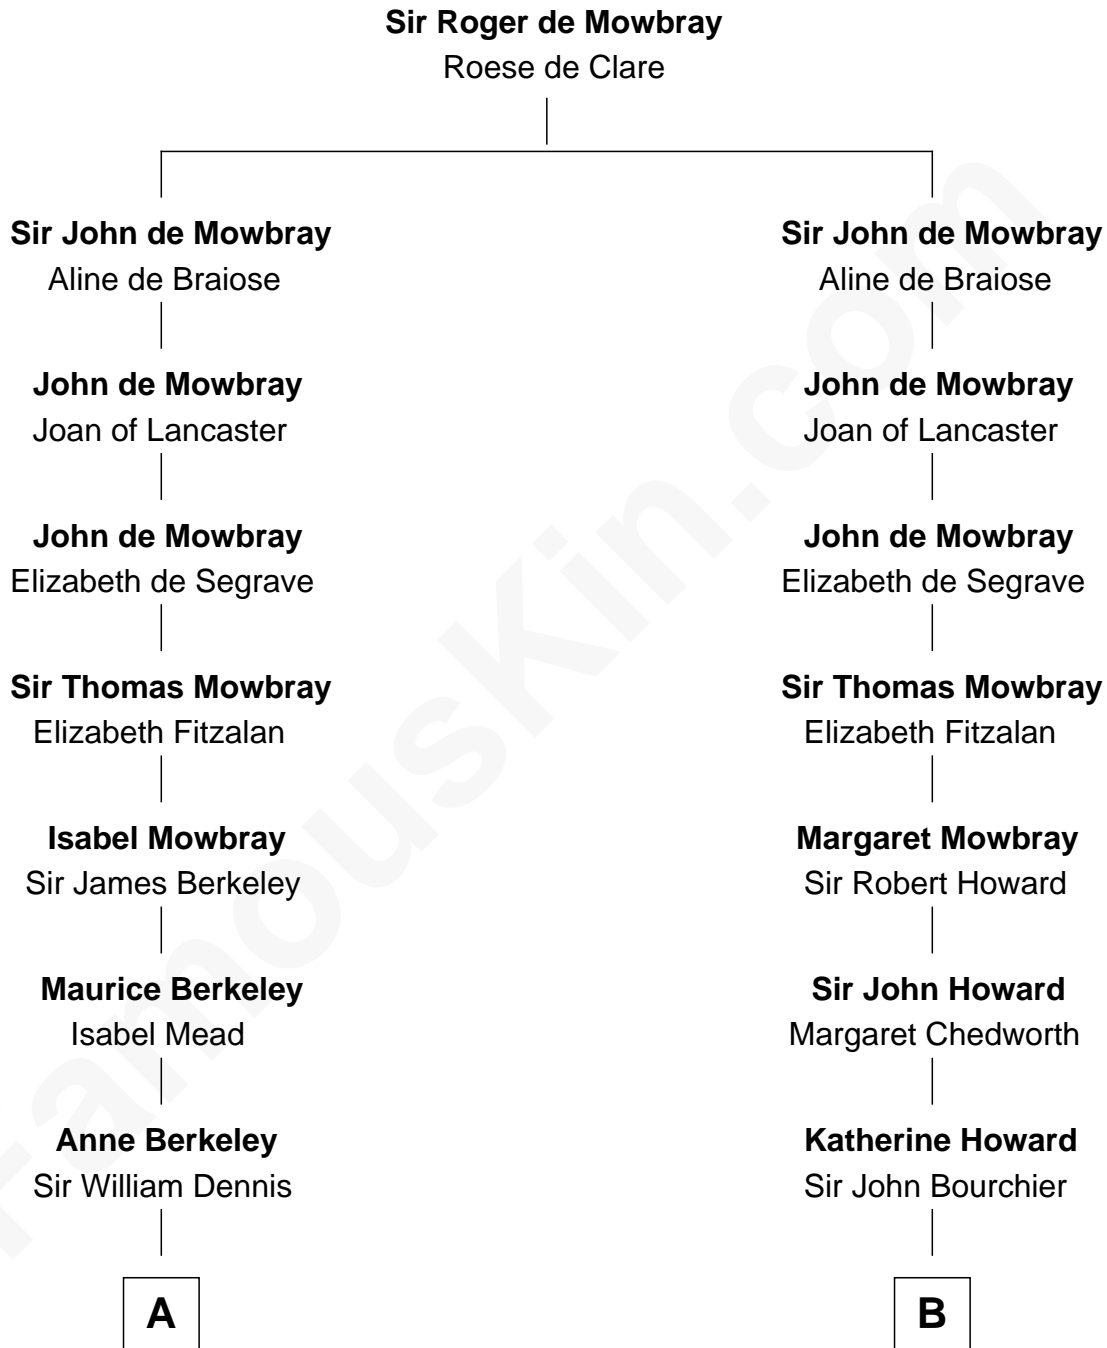 Sir Roger de Mowbray
Roese de Clare
Sir John de Mowbray
Aline de Braiose
Sir John de Mowbray
Aline de Braiose
John de Mowbray
Joan of Lancaster
John de Mowbray
Joan of Lancaster
John de Mowbray
Elizabeth de Segrave
John de Mowbray
Elizabeth de Segrave
Sir Thomas Mowbray
Elizabeth Fitzalan
Sir Thomas Mowbray
Elizabeth Fitzalan
Isabel Mowbray
Sir James Berkeley
Margaret Mowbray
Sir Robert Howard
Maurice Berkeley
Isabel Mead
Sir John Howard
Margaret Chedworth
Anne Berkeley
Sir William Dennis
Katherine Howard
Sir John Bourchier
A
B
FamousKin.com